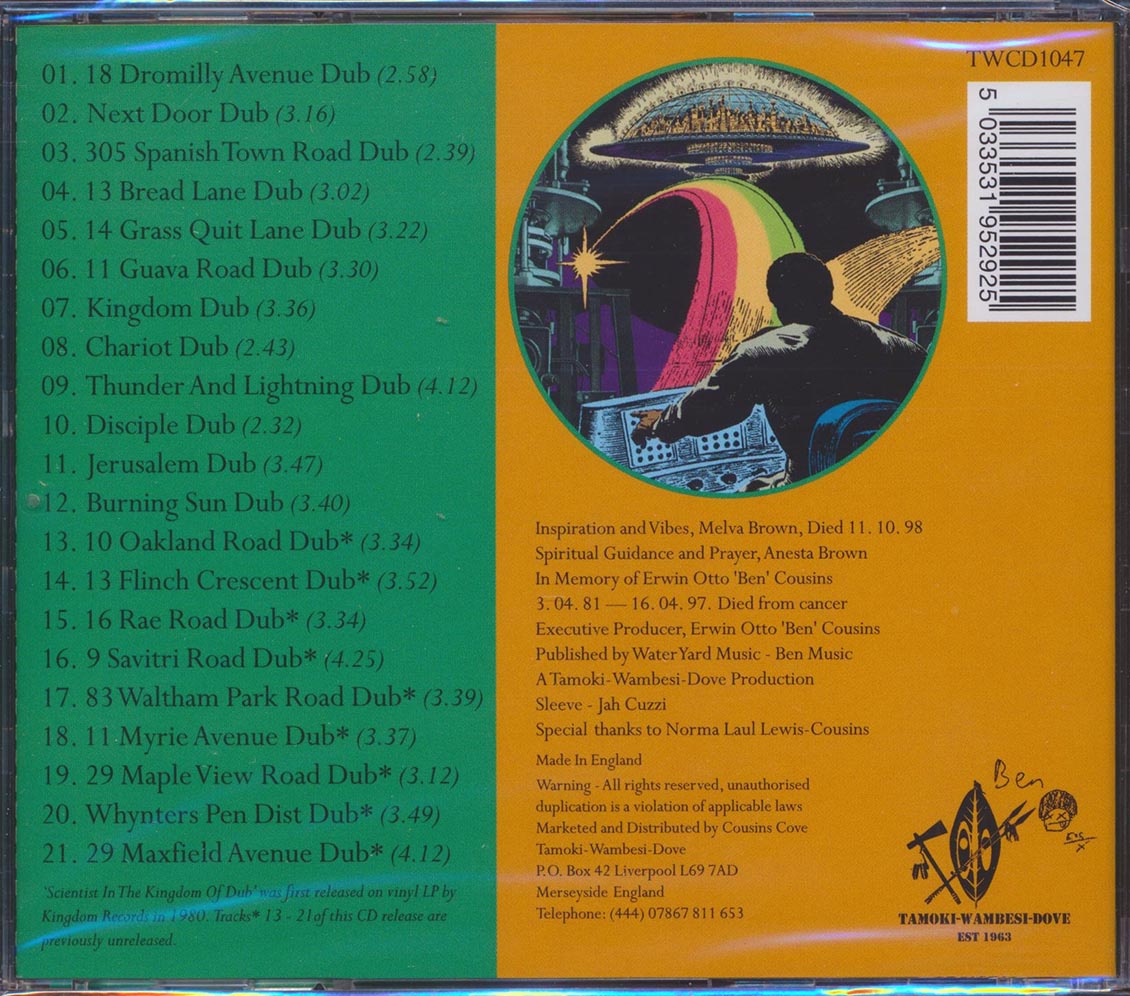 01. 18 Dromilly Avenue Dub (2.58)
02. Next Door Dub (3.16)
03. 305 Spanish Town Road Dub (2.39)
04. 13 Bread Lane Dub (3.02)
05. 14 Grass Quit Lane Dub (3.22)
06. 11 Guava Road Dub (3.30)
07. Kingdom Dub (3.36)
08. Chariot Dub (2.43)
09. Thunder And Lightning Dub (4.12)
10. Disciple Dub (2.32)
11. Jerusalem Dub (3.47)
12. Burning Sun Dub (3.40)
13. 10 Oakland Road Dub* (3.34)
14. 13 Flinch Crescent Dub* (3.52)
15. 16 Rae Road Dub* (3.34)
16. 9 Savitri Road Dub* (4.25)
17. 83 Waltham Park Road Dub* (3.39)
18. 11 Myrie Avenue Dub* (3.37)
19. 29 Maple View Road Dub* (3.12)
20. Whynters Pen Dist Dub* (3.49)
21. 29 Maxfield Avenue Dub* (4.12)
'Scientist In The Kingdom Of Dub' was first released on vinyl LP by
Kingdom Records in 1980. Tracks* 13 - 21of this CD release are
previously unreleased.
TWCD1047
5 033531 952925
Inspiration and Vibes, Melva Brown, Died 11. 10. 98
Spiritual Guidance and Prayer, Anesta Brown
In Memory of Erwin Otto 'Ben' Cousins
3. 04. 81 — 16. 04. 97. Died from cancer
Executive Producer, Erwin Otto 'Ben' Cousins
Published by Water Yard Music - Ben Music
A Tamoki-Wambesi-Dove Production
Sleeve - Jah Cuzzi
Special thanks to Norma Laul Lewis-Cousins
Made In England
Warning - All rights reserved, unauthorised
duplication is a violation of applicable laws
Marketed and Distributed by Cousins Cove
Tamoki-Wambesi-Dove
P.O. Box 42 Liverpool L69 7AD
Merseyside England
Telephone: (444) 07867 811 653
Ben
TAMOKI-WAMBESI-DOVE
EST 1963